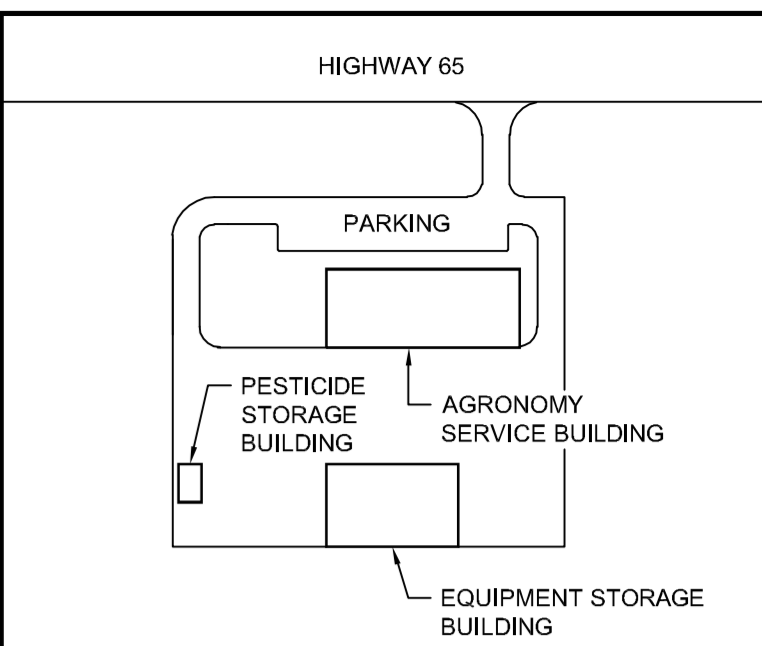 HIGHWAY 65
PARKING
PESTICIDE
STORAGE
BUILDING
AGRONOMY
SERVICE BUILDING
EQUIPMENT STORAGE
BUILDING